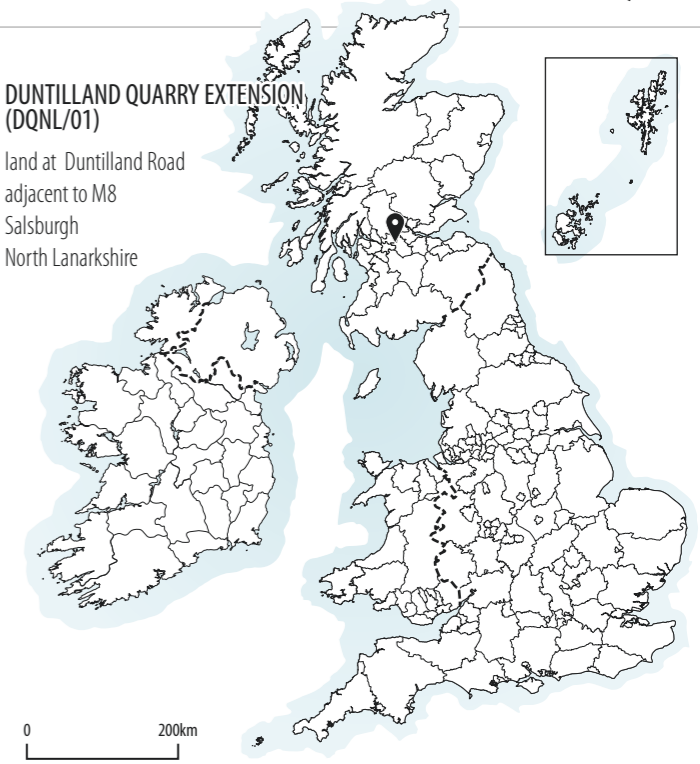 DUNTILLAND QUARRY EXTENSION
(DQNL/01)
land at Duntilland Road
adjacent to M8
Salsburgh
North Lanarkshire
0 200km